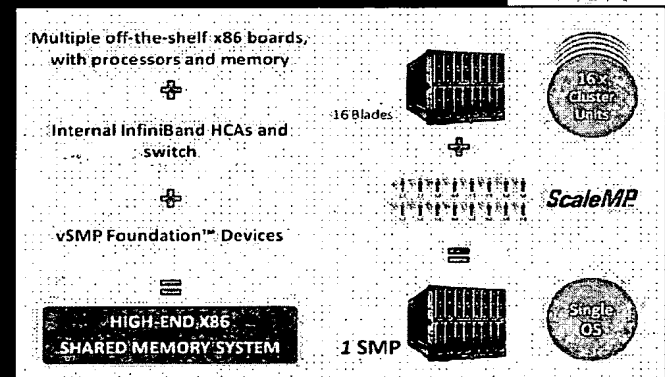 Multiple off-the-shelf x86 boards,
with processors and memory
+
Internal InfiniBand HCAs and
switch
+
vSMP Foundation™ Devices
=
HIGH-END X86
SHARED MEMORY SYSTEM
16 Blades
16 X
Cluster
Units
+
ScaleMP
=
1 SMP
Single
OS